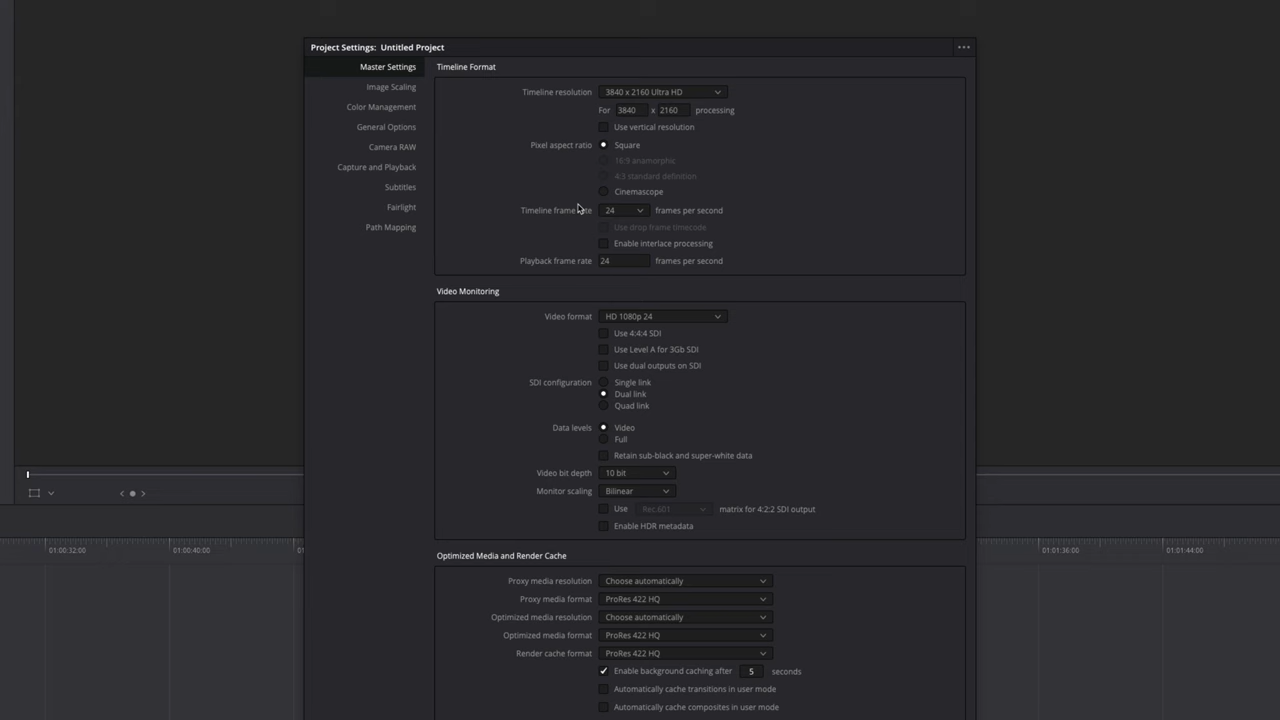 Project Settings: Untitled Project
Master Settings
Image Scaling
Color Management
General Options
Camera RAW
Capture and Playback
Subtitles
Fairlight
Path Mapping
Timeline Format
Timeline resolution 3840 x 2160 Ultra HD
For 3840 x 2160 processing
Use vertical resolution
Pixel aspect ratio Square
16:9 anamorphic
4:3 standard definition
Cinemascope
Timeline frame rate 24 frames per second
Use drop frame timecode
Enable interlace processing
Playback frame rate 24 frames per second
Video Monitoring
Video format HD 1080p 24
Use 4:4:4 SDI
Use Level A for 3Gb SDI
Use dual outputs on SDI
SDI configuration Single link
Dual link
Quad link
Data levels Video
Full
Retain sub-black and super-white data
Video bit depth 10 bit
Monitor scaling Bilinear
Use Rec.601 matrix for 4:2:2 SDI output
Enable HDR metadata
Optimized Media and Render Cache
Proxy media resolution Choose automatically
Proxy media format ProRes 422 HQ
Optimized media resolution Choose automatically
Optimized media format ProRes 422 HQ
Render cache format ProRes 422 HQ
Enable background caching after 5 seconds
Automatically cache transitions in user mode
Automatically cache composites in user mode
01:00:32:00
01:00:40:00
01:01:36:00
01:01:44:00